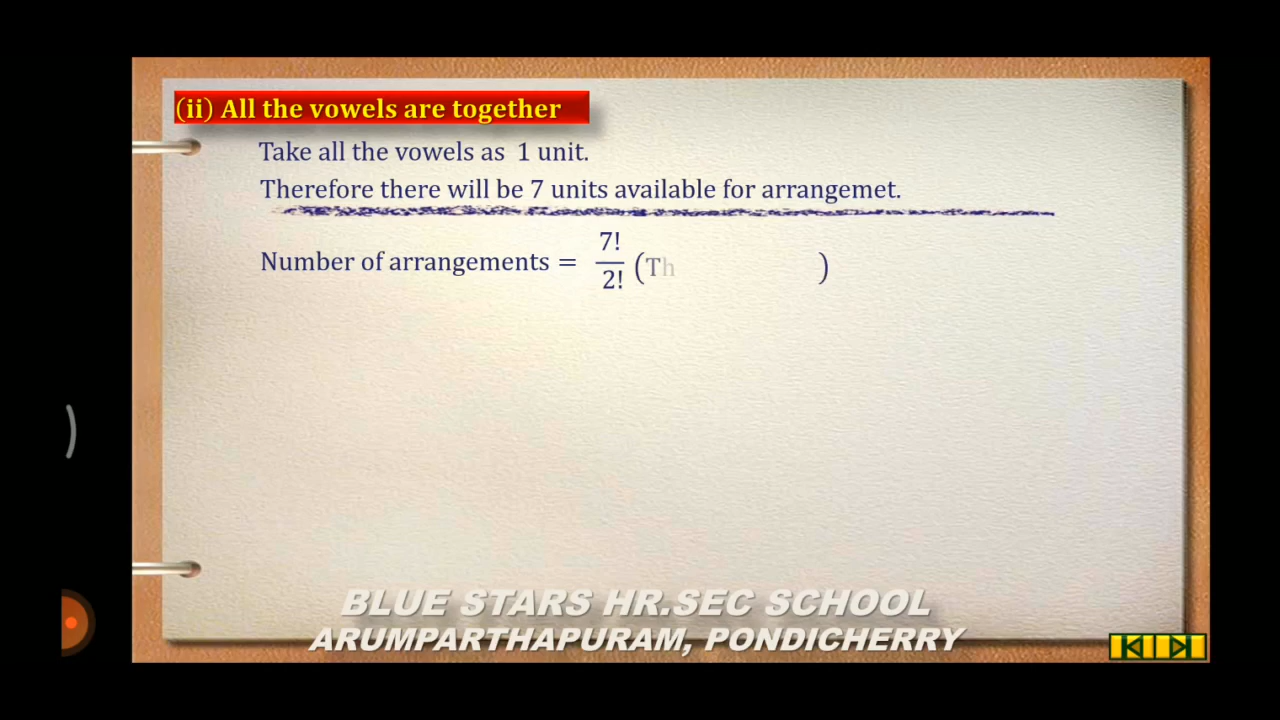 (ii) All the vowels are together
Take all the vowels as 1 unit.
Therefore there will be 7 units available for arrangemet.
Number of arrangements = 7!/2! (Th )
BLUE STARS HR.SEC SCHOOL
ARUMPARTHAPURAM, PONDICHERRY